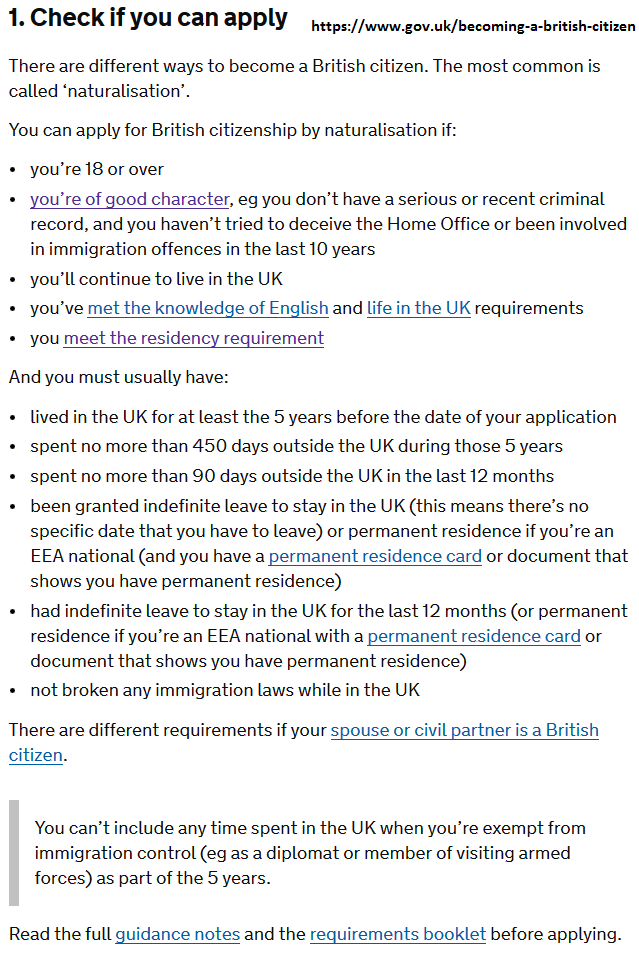 1. Check if you can apply
https://www.gov.uk/becoming-a-british-citizen
There are different ways to become a British citizen. The most common is
called ‘naturalisation’.
You can apply for British citizenship by naturalisation if:
• you’re 18 or over
• you’re of good character, eg you don’t have a serious or recent criminal
record, and you haven’t tried to deceive the Home Office or been involved
in immigration offences in the last 10 years
• you’ll continue to live in the UK
• you’ve met the knowledge of English and life in the UK requirements
• you meet the residency requirement
And you must usually have:
• lived in the UK for at least the 5 years before the date of your application
• spent no more than 450 days outside the UK during those 5 years
• spent no more than 90 days outside the UK in the last 12 months
• been granted indefinite leave to stay in the UK (this means there’s no
specific date that you have to leave) or permanent residence if you’re an
EEA national (and you have a permanent residence card or document that
shows you have permanent residence)
• had indefinite leave to stay in the UK for the last 12 months (or permanent
residence if you’re an EEA national with a permanent residence card or
document that shows you have permanent residence)
• not broken any immigration laws while in the UK
There are different requirements if your spouse or civil partner is a British
citizen.
You can’t include any time spent in the UK when you’re exempt from
immigration control (eg as a diplomat or member of visiting armed
forces) as part of the 5 years.
Read the full guidance notes and the requirements booklet before applying.